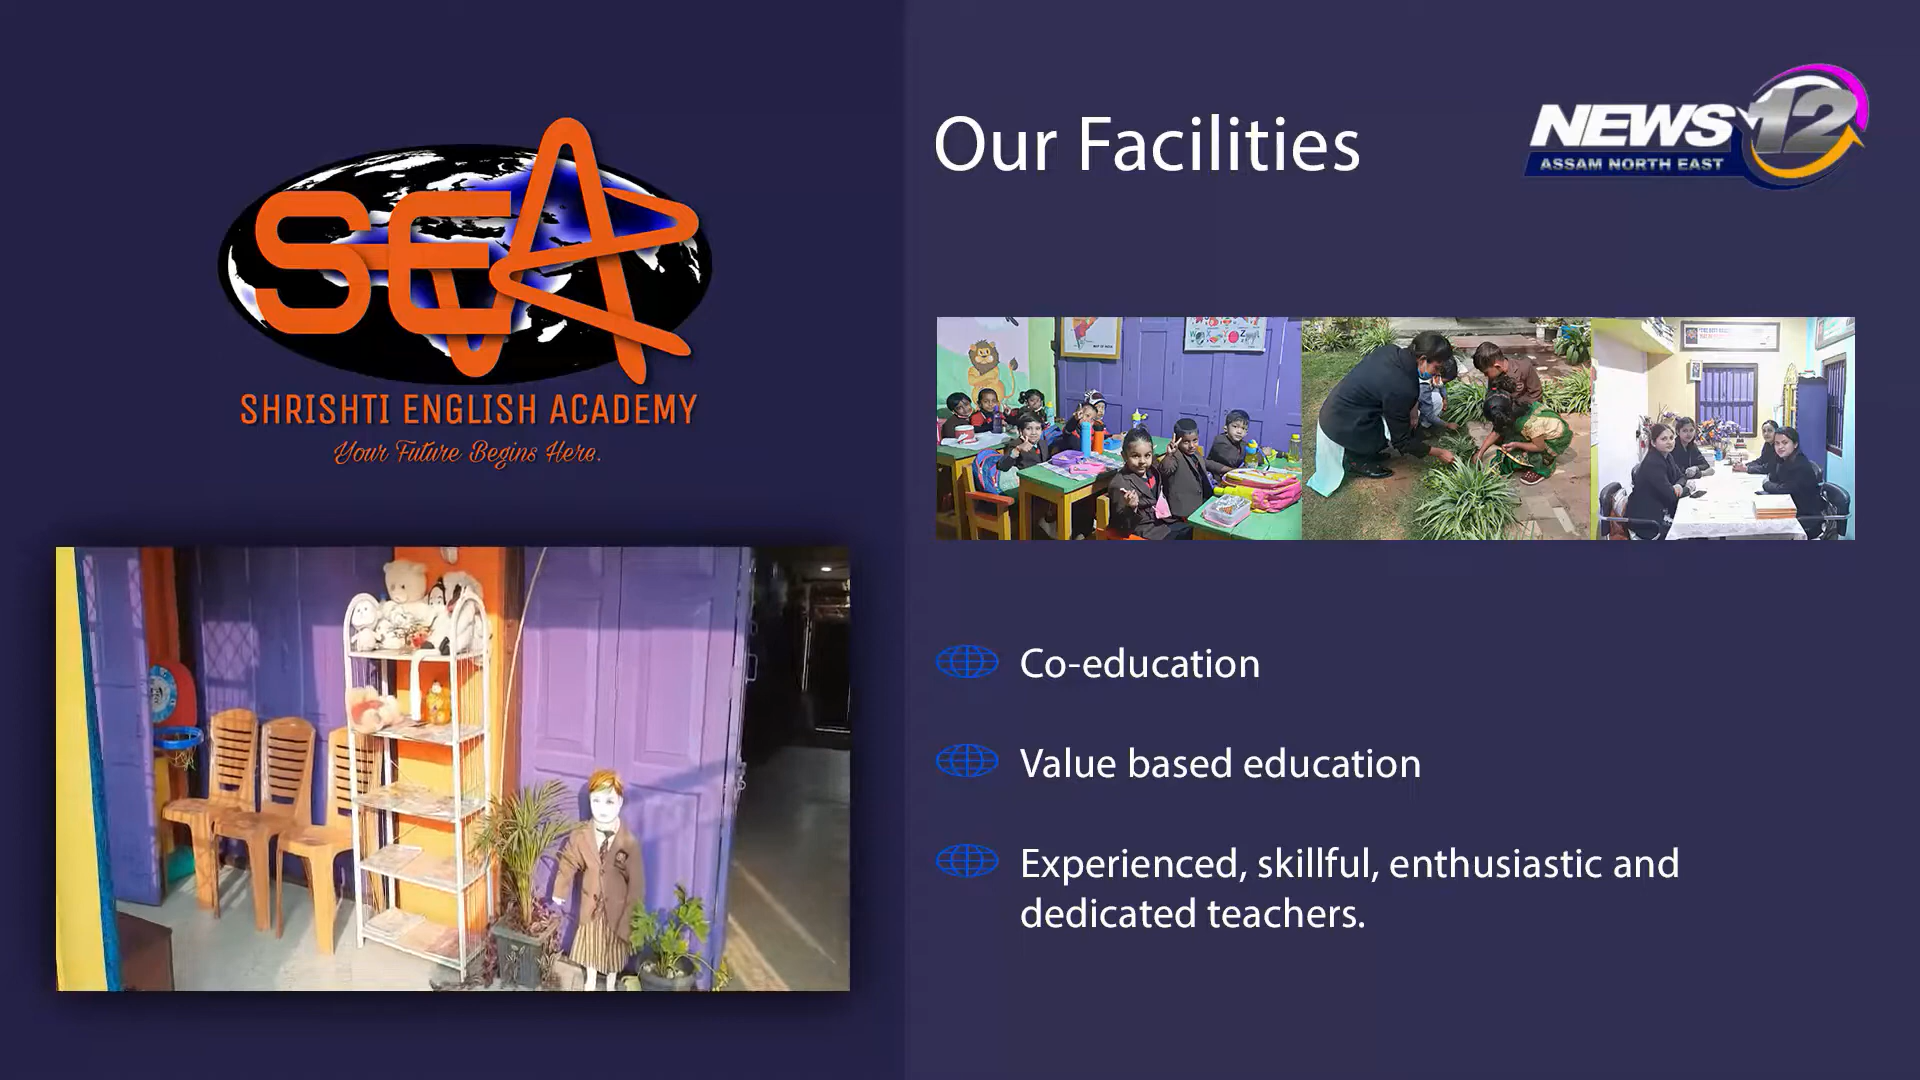 SEA
SHRISHTI ENGLISH ACADEMY
Your Future Begins Here.
Our Facilities
NEWS 12
ASSAM NORTH EAST
Co-education
Value based education
Experienced, skillful, enthusiastic and
dedicated teachers.